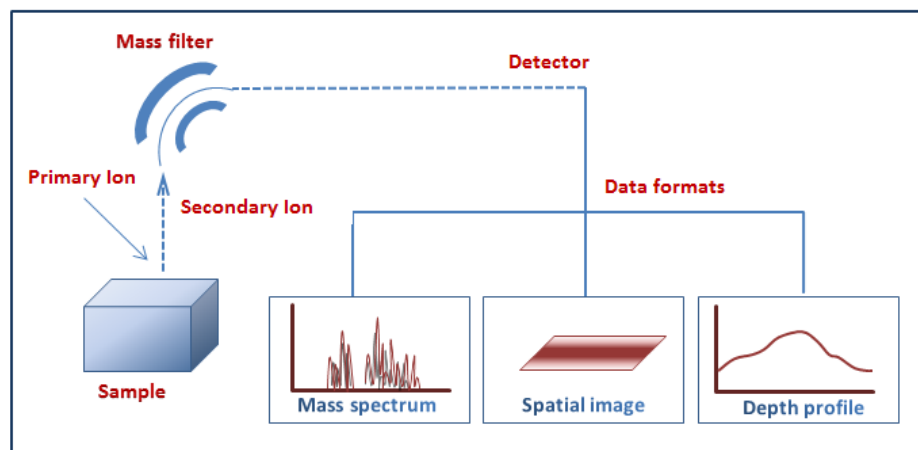 Mass filter
Detector
Primary Ion
Secondary Ion
Data formats
Sample
Mass spectrum
Spatial image
Depth profile